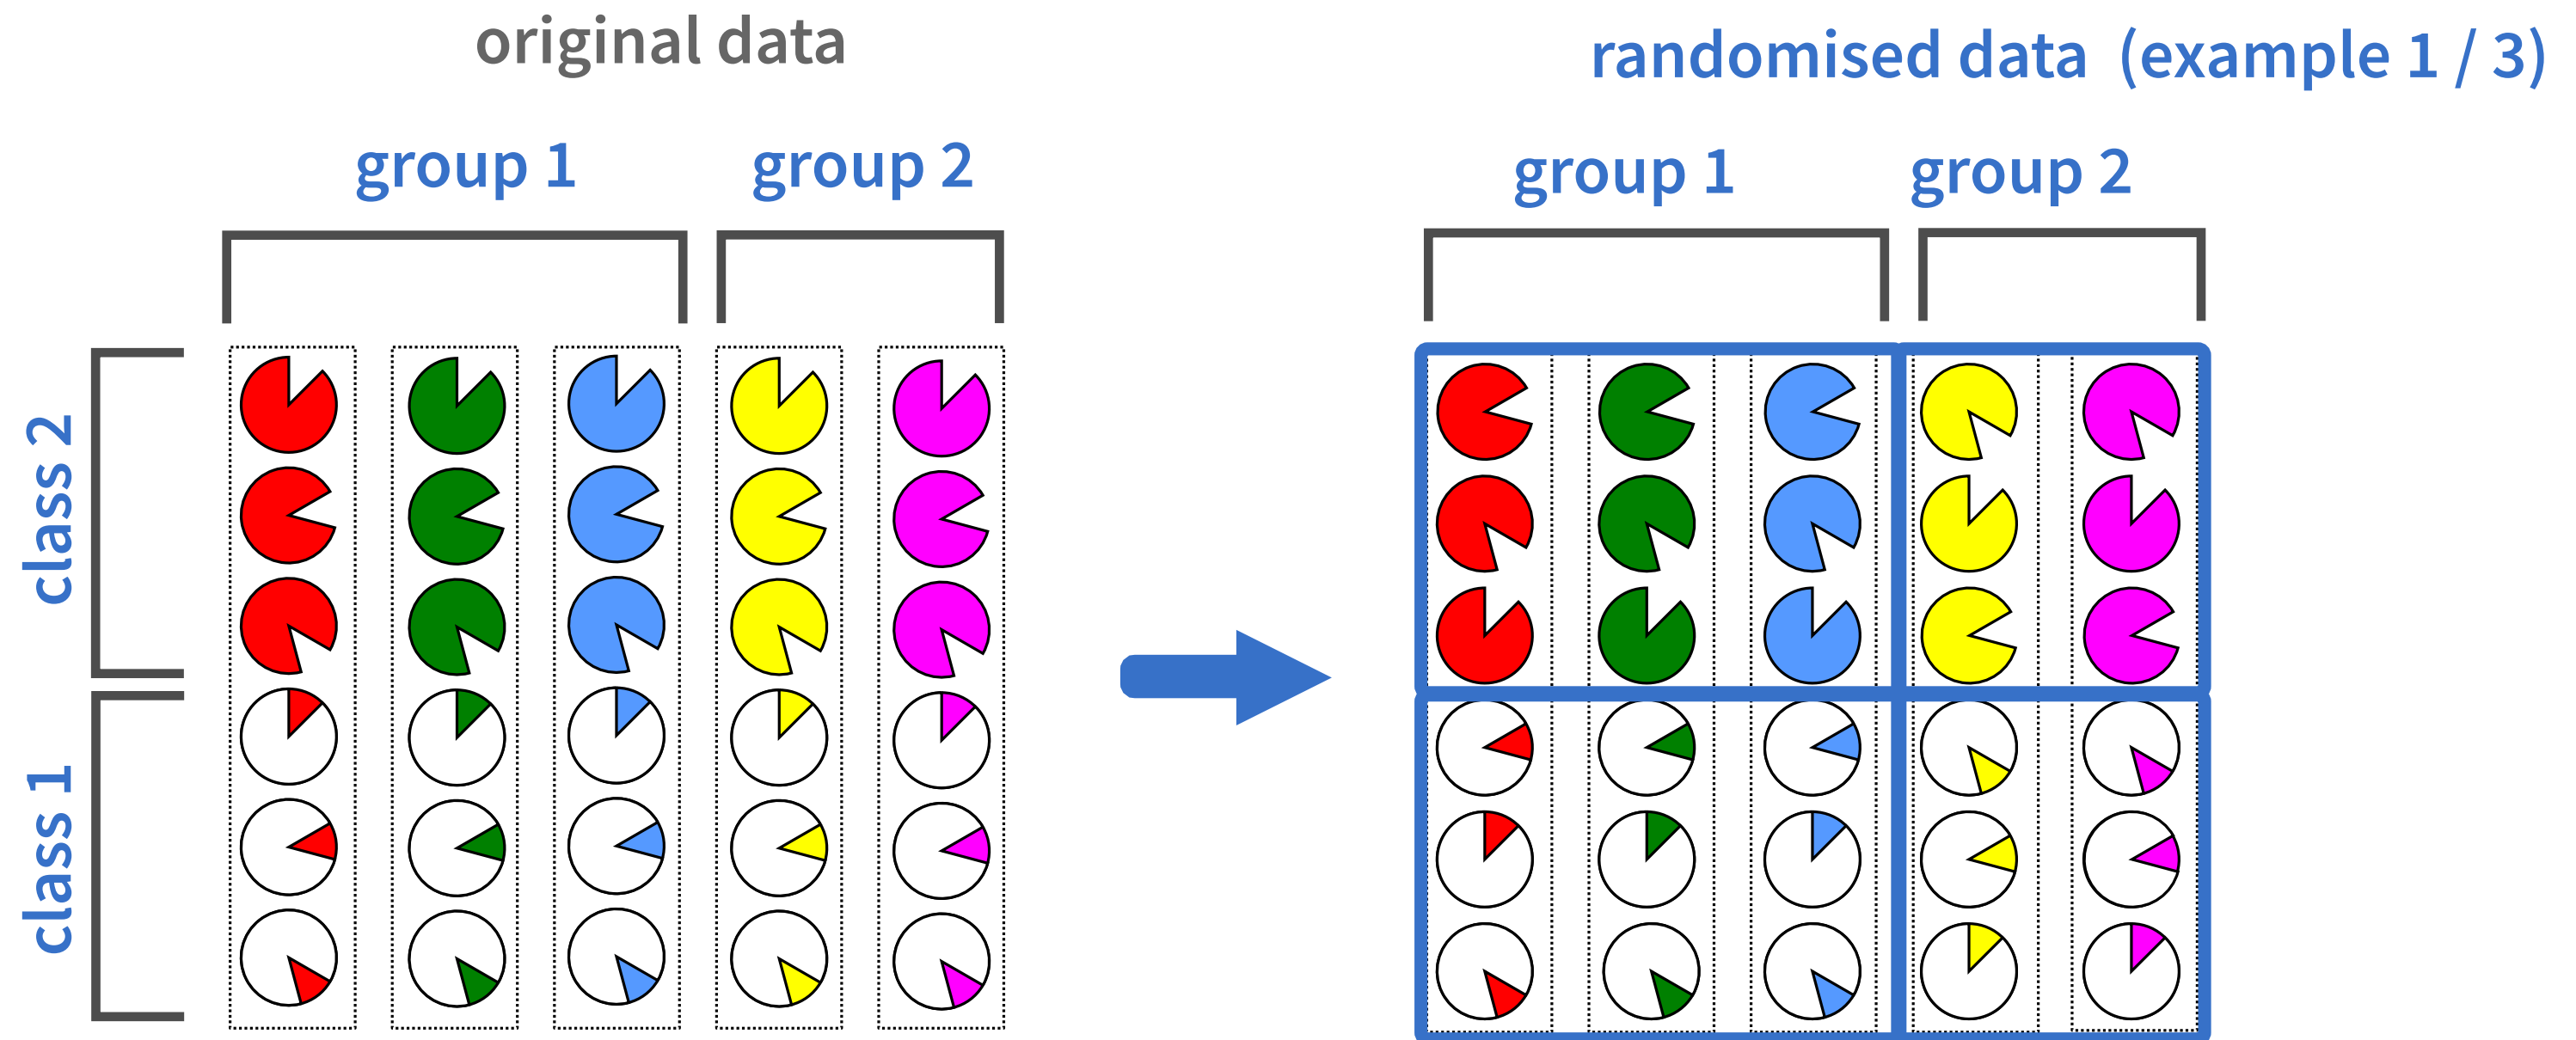 original data
randomised data (example 1 / 3)
group 1
group 2
group 1
group 2
class 2
class 1